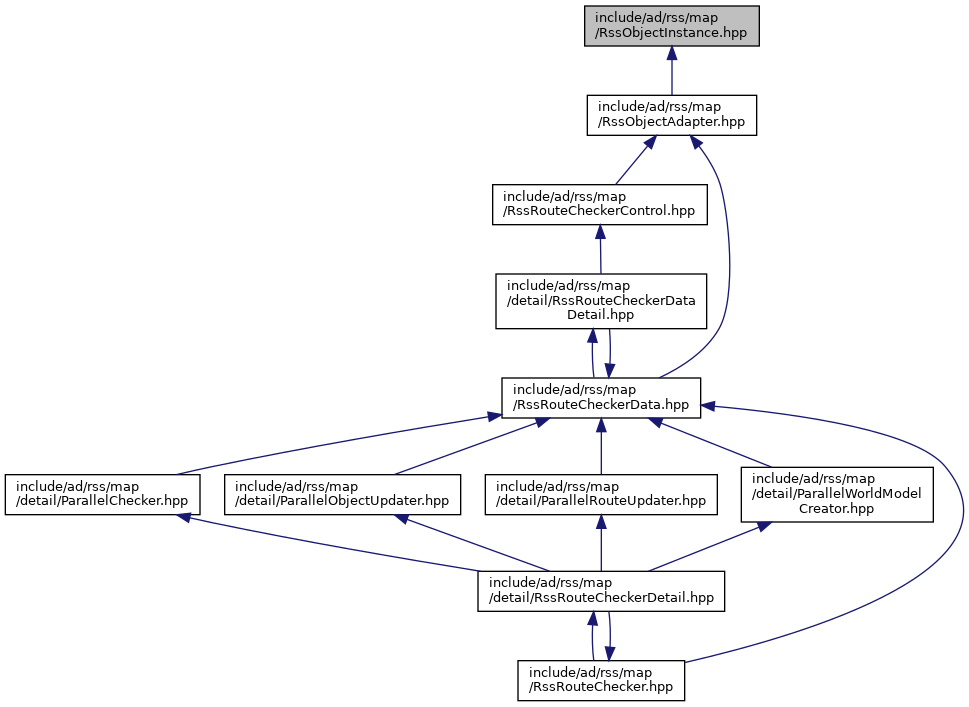 include/ad/rss/map
/RssObjectInstance.hpp
include/ad/rss/map
/RssObjectAdapter.hpp
include/ad/rss/map
/RssRouteCheckerControl.hpp
include/ad/rss/map
/detail/RssRouteCheckerData
Detail.hpp
include/ad/rss/map
/RssRouteCheckerData.hpp
include/ad/rss/map
/detail/ParallelChecker.hpp
include/ad/rss/map
/detail/ParallelObjectUpdater.hpp
include/ad/rss/map
/detail/ParallelRouteUpdater.hpp
include/ad/rss/map
/detail/ParallelWorldModel
Creator.hpp
include/ad/rss/map
/detail/RssRouteCheckerDetail.hpp
include/ad/rss/map
/RssRouteChecker.hpp